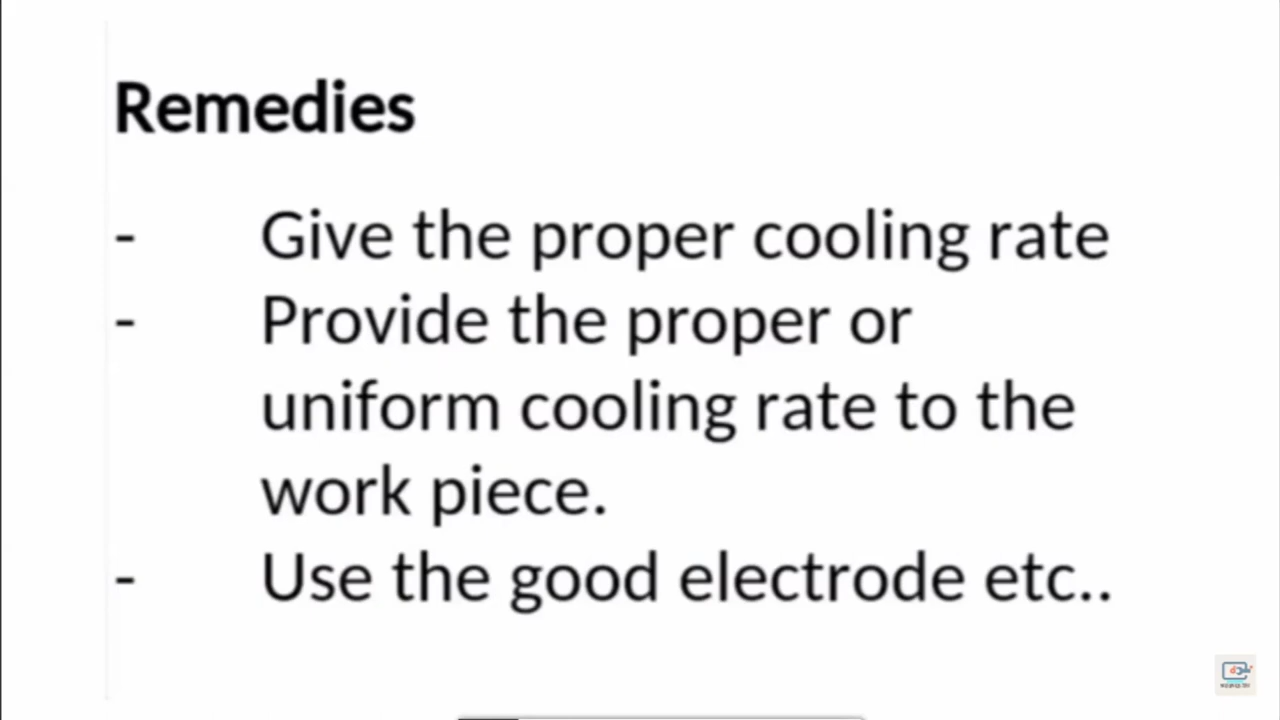 Remedies
- Give the proper cooling rate
- Provide the proper or
uniform cooling rate to the
work piece.
- Use the good electrode etc..